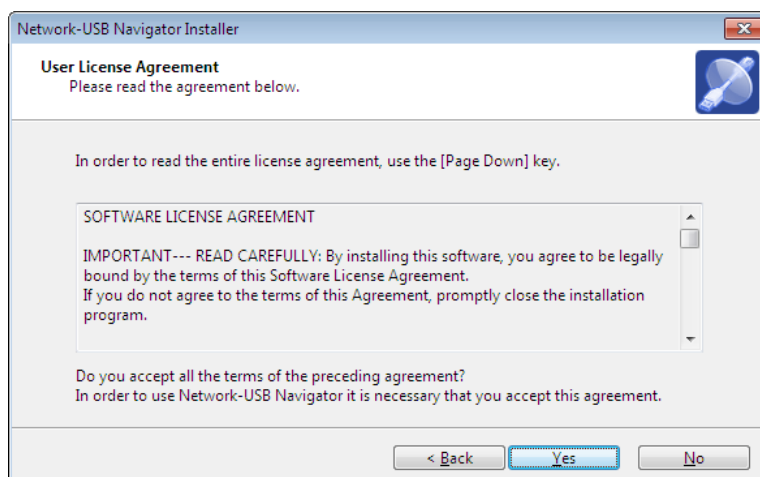 Network-USB Navigator Installer
User License Agreement
Please read the agreement below.
In order to read the entire license agreement, use the [Page Down] key.
SOFTWARE LICENSE AGREEMENT
IMPORTANT--- READ CAREFULLY: By installing this software, you agree to be legally
bound by the terms of this Software License Agreement.
If you do not agree to the terms of this Agreement, promptly close the installation
program.
Do you accept all the terms of the preceding agreement?
In order to use Network-USB Navigator it is necessary that you accept this agreement.
< Back Yes No